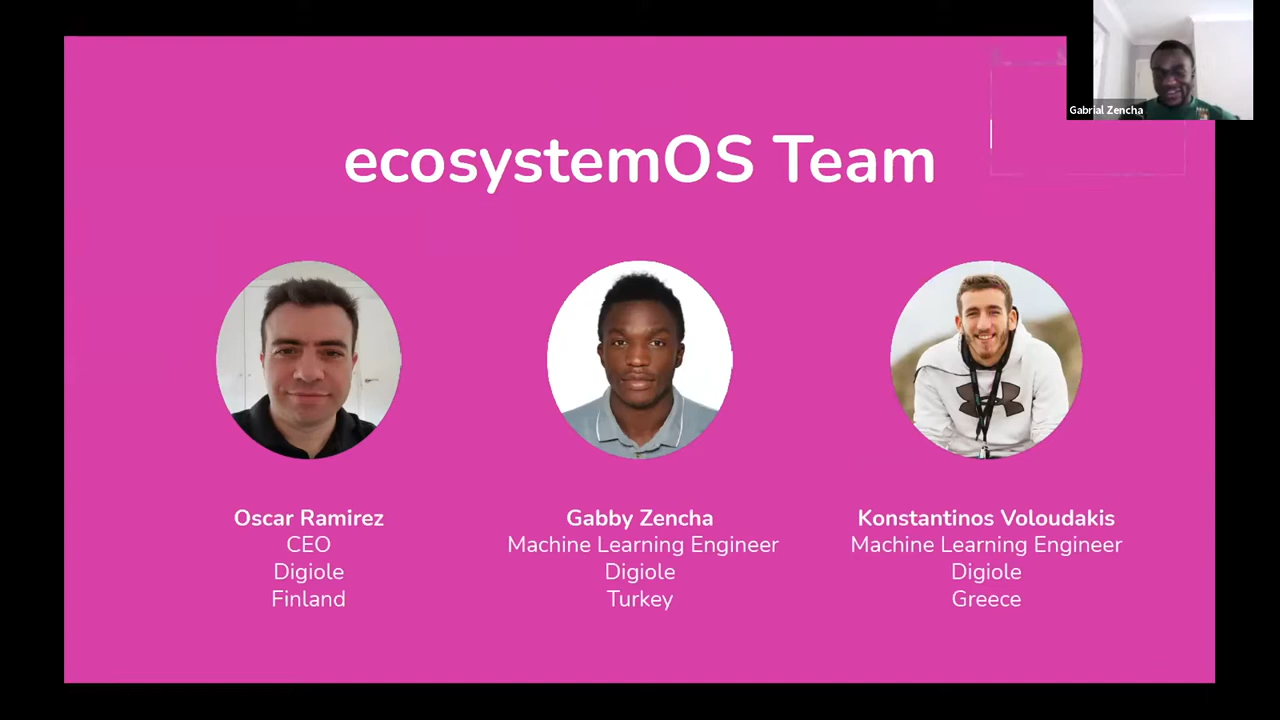 Gabrial Zencha
ecosystemOS Team
Oscar Ramirez
CEO
Digiole
Finland
Gabby Zencha
Machine Learning Engineer
Digiole
Turkey
Konstantinos Voloudakis
Machine Learning Engineer
Digiole
Greece